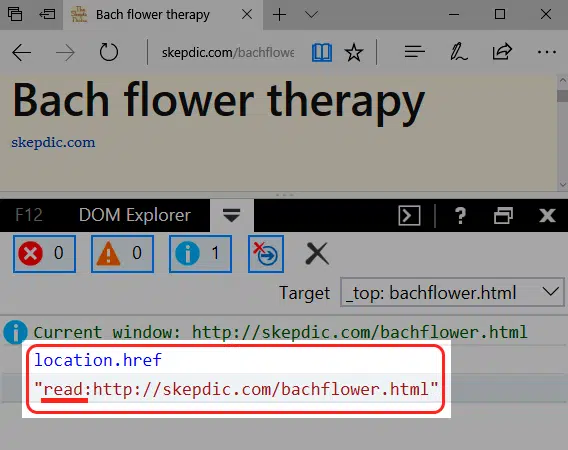 Bach flower therapy
skepdic.com/bachflowe
Bach flower therapy
skepdic.com
F12 DOM Explorer ?
0 0 1
Target _top: bachflower.html
Current window: http://skepdic.com/bachflower.html
location.href
"read:http://skepdic.com/bachflower.html"